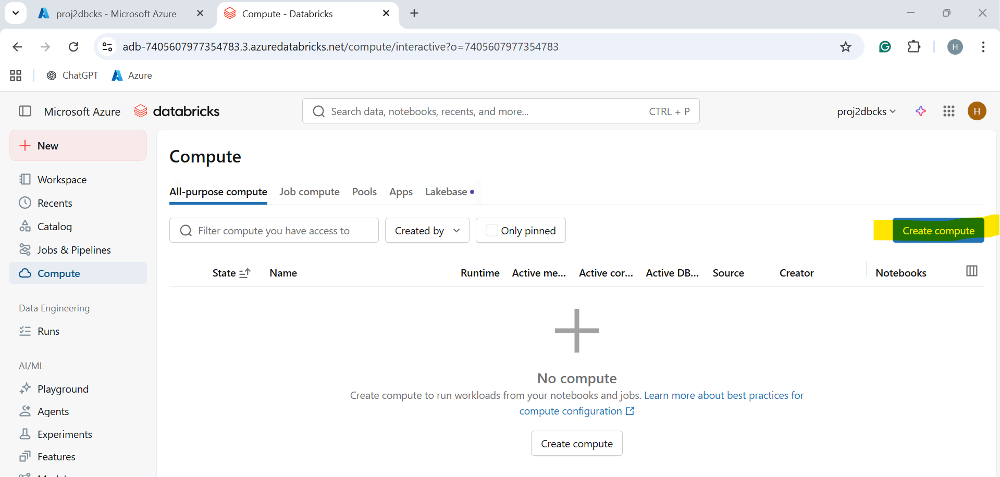 proj2dbcks - Microsoft Azure
Compute - Databricks
adb-7405607977354783.3.azuredatabricks.net/compute/interactive?o=7405607977354783
H
ChatGPT
Azure
Microsoft Azure
databricks
Search data, notebooks, recents, and more...
CTRL + P
proj2dbcks
H
New
Workspace
Recents
Catalog
Jobs & Pipelines
Compute
Data Engineering
Runs
AI/ML
Playground
Agents
Experiments
Features
Compute
All-purpose compute
Job compute
Pools
Apps
Lakebase
Filter compute you have access to
Created by
Only pinned
Create compute
State
Name
Runtime
Active me...
Active cor...
Active DB...
Source
Creator
Notebooks
No compute
Create compute to run workloads from your notebooks and jobs. Learn more about best practices for
compute configuration
Create compute